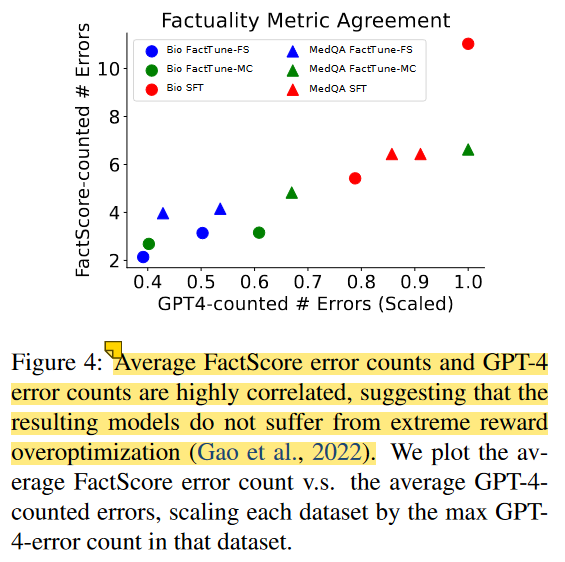 Factuality Metric Agreement
FactScore-counted # Errors
Bio FactTune-FS
Bio FactTune-MC
Bio SFT
MedQA FactTune-FS
MedQA FactTune-MC
MedQA SFT
10
8
6
4
2
0.4 0.5 0.6 0.7 0.8 0.9 1.0
GPT4-counted # Errors (Scaled)
Figure 4: Average FactScore error counts and GPT-4
error counts are highly correlated, suggesting that the
resulting models do not suffer from extreme reward
overoptimization (Gao et al., 2022). We plot the av-
erage FactScore error count v.s. the average GPT-4-
counted errors, scaling each dataset by the max GPT-
4-error count in that dataset.